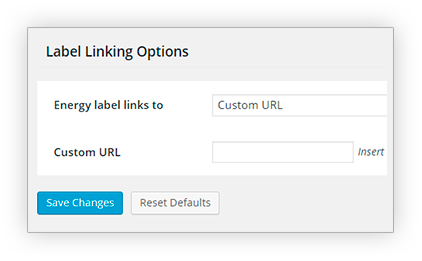 Label Linking Options
Energy label links to Custom URL
Custom URL Insert
Save Changes Reset Defaults